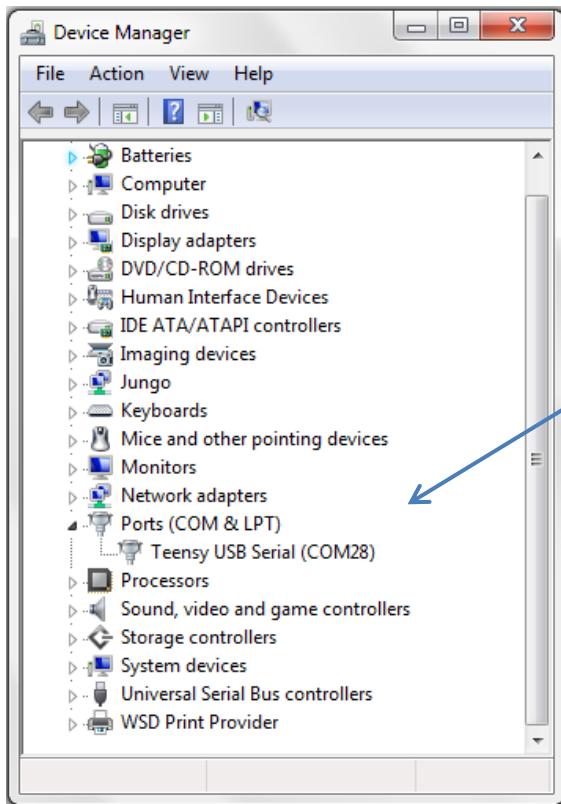 Device Manager
File Action View Help
Batteries
Computer
Disk drives
Display adapters
DVD/CD-ROM drives
Human Interface Devices
IDE ATA/ATAPI controllers
Imaging devices
Jungo
Keyboards
Mice and other pointing devices
Monitors
Network adapters
Ports (COM & LPT)
Teensy USB Serial (COM28)
Processors
Sound, video and game controllers
Storage controllers
System devices
Universal Serial Bus controllers
WSD Print Provider